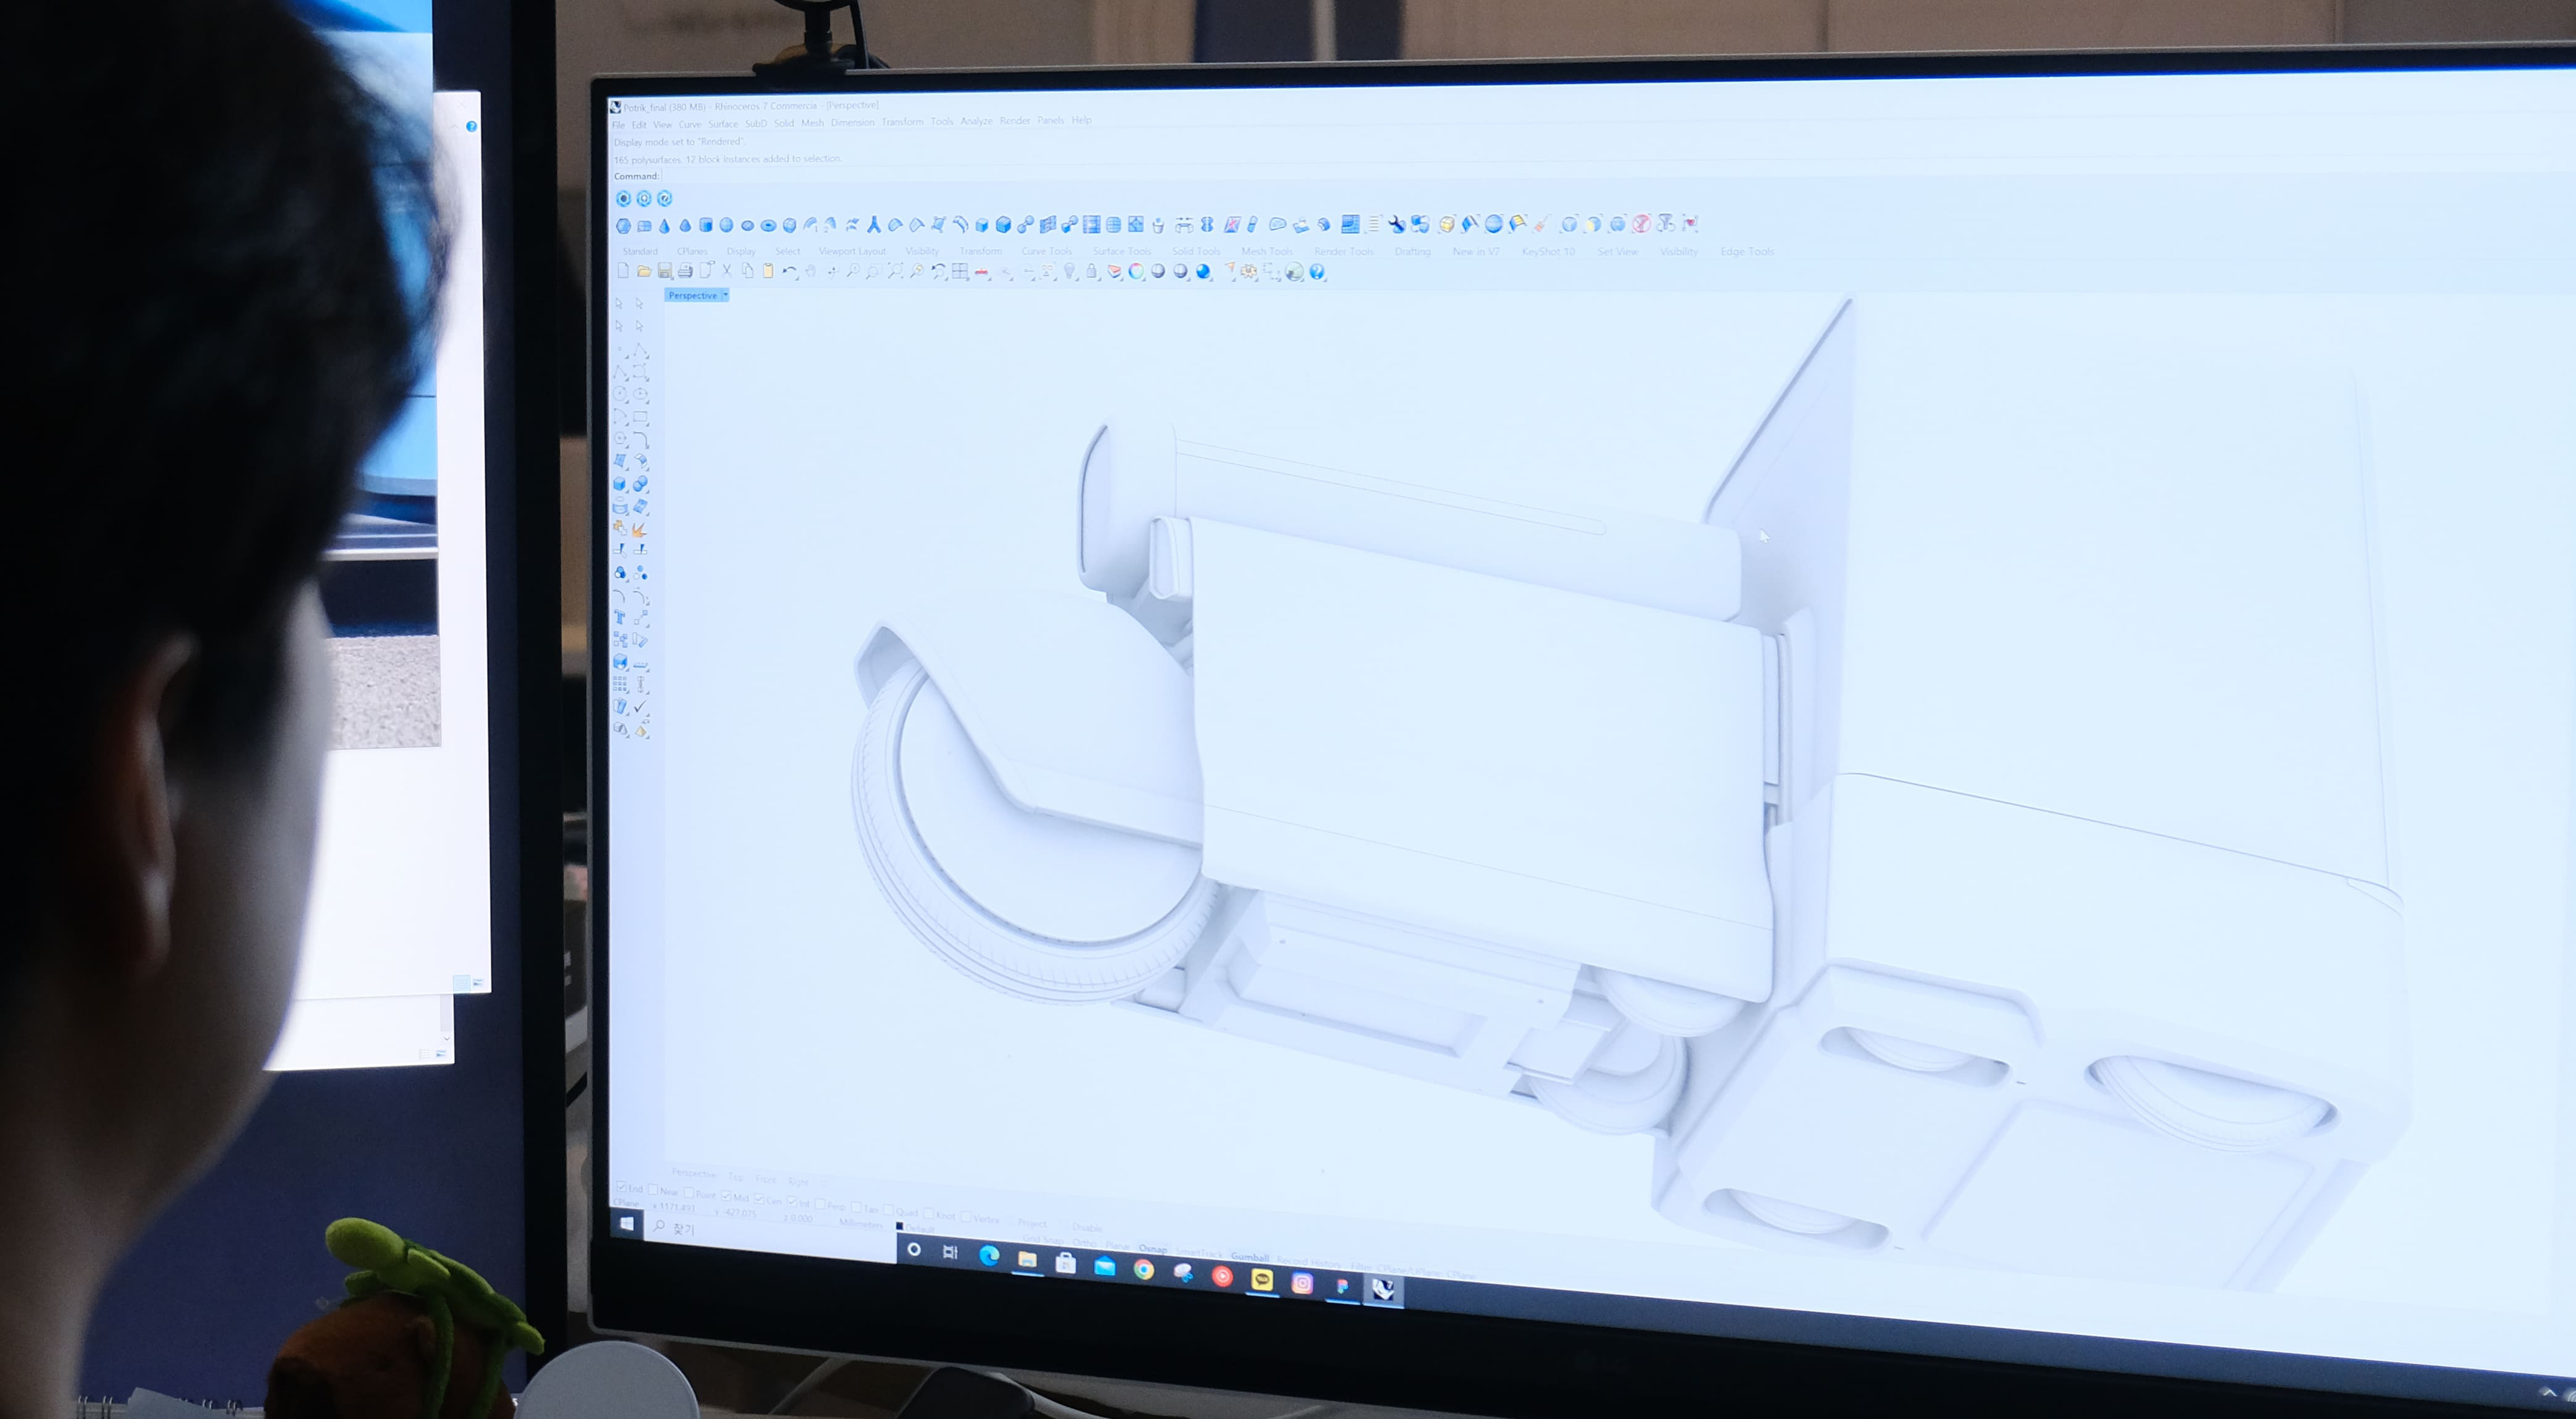 Potrik_final (380 MB) - Rhinoceros 7 Commercia - [Perspective]
File Edit View Curve Surface SubD Solid Mesh Dimension Transform Tools Analyze Render Panels Help
Display mode set to "Rendered".
165 polysurfaces, 12 block instances added to selection.
Command:
Standard CPlanes Display Select Viewport Layout Visibility Transform Curve Tools Surface Tools Solid Tools Mesh Tools Render Tools Drafting New in V7 KeyShot 10 Set View Visibility Edge Tools
Perspective
Perspective Top Front Right
End Near Point Mid Cen Int Perp Tan Quad Knot Vertex Project Disable
CPlane x 1171.493 y -427.075 z 0.000 Millimeters Default
Grid Snap Ortho Planar Osnap SmartTrack Gumball Record History Filter
찾기